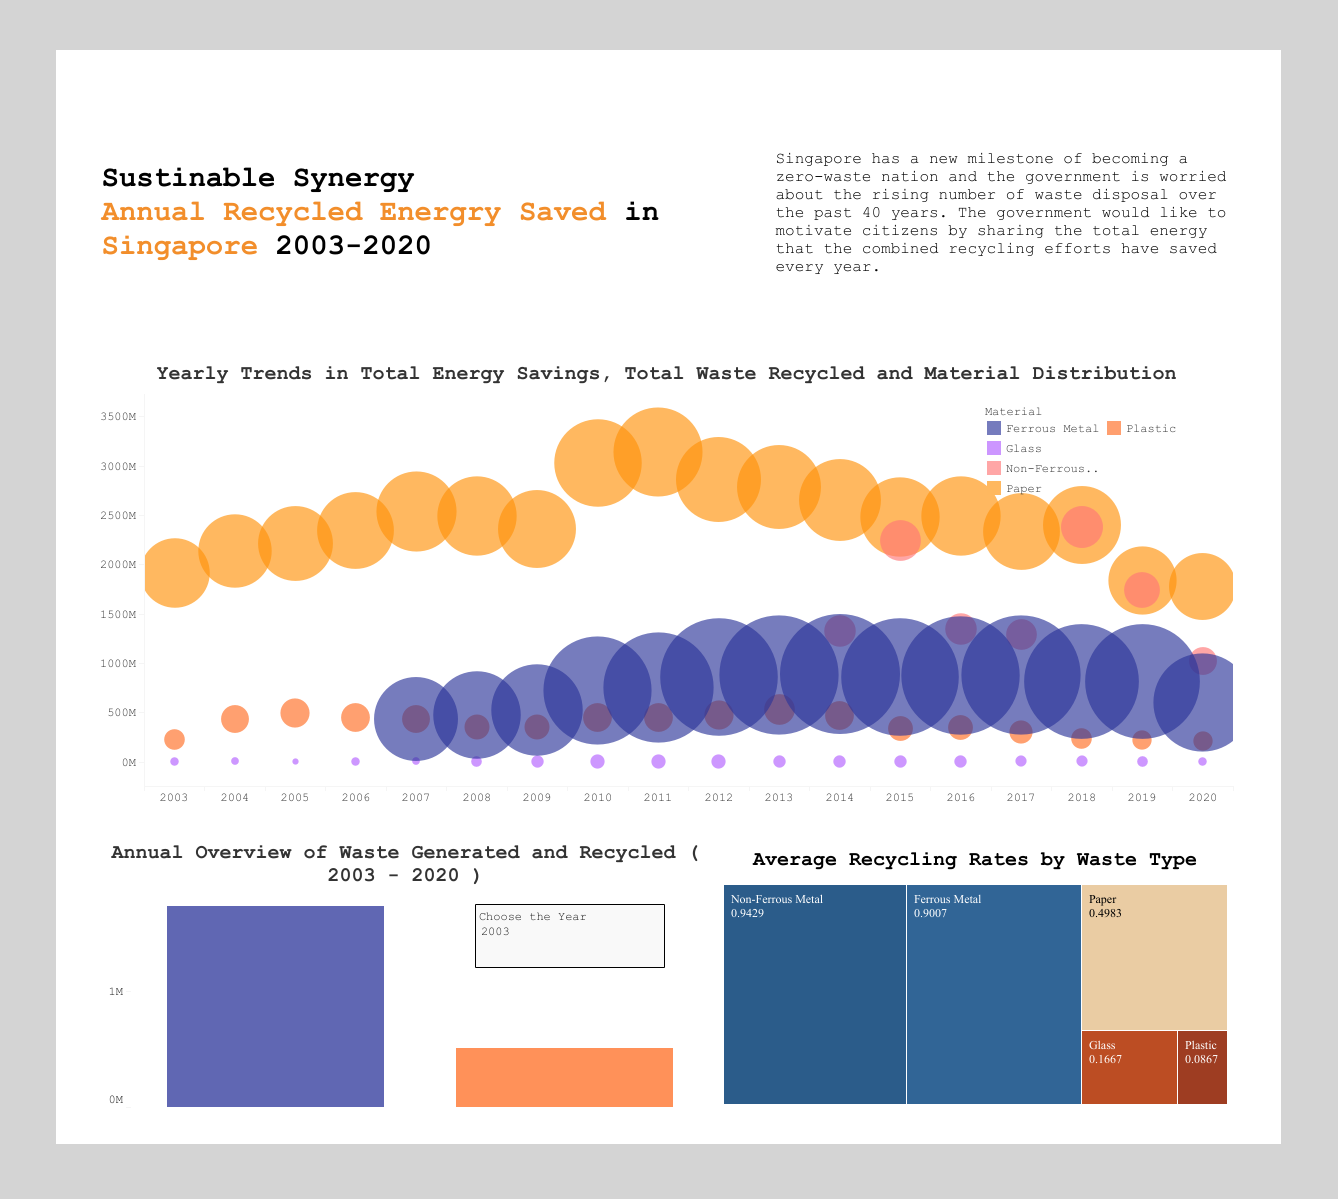 Sustinable Synergy
Annual Recycled Energry Saved in
Singapore 2003-2020
Singapore has a new milestone of becoming a
zero-waste nation and the government is worried
about the rising number of waste disposal over
the past 40 years. The government would like to
motivate citizens by sharing the total energy
that the combined recycling efforts have saved
every year.
Yearly Trends in Total Energy Savings, Total Waste Recycled and Material Distribution
Material
Ferrous Metal
Plastic
Glass
Non-Ferrous..
Paper
3500M
3000M
2500M
2000M
1500M
1000M
500M
0M
2003 2004 2005 2006 2007 2008 2009 2010 2011 2012 2013 2014 2015 2016 2017 2018 2019 2020
Annual Overview of Waste Generated and Recycled (
2003 - 2020 )
Choose the Year
2003
1M
0M
Average Recycling Rates by Waste Type
Non-Ferrous Metal
0.9429
Ferrous Metal
0.9007
Paper
0.4983
Glass
0.1667
Plastic
0.0867